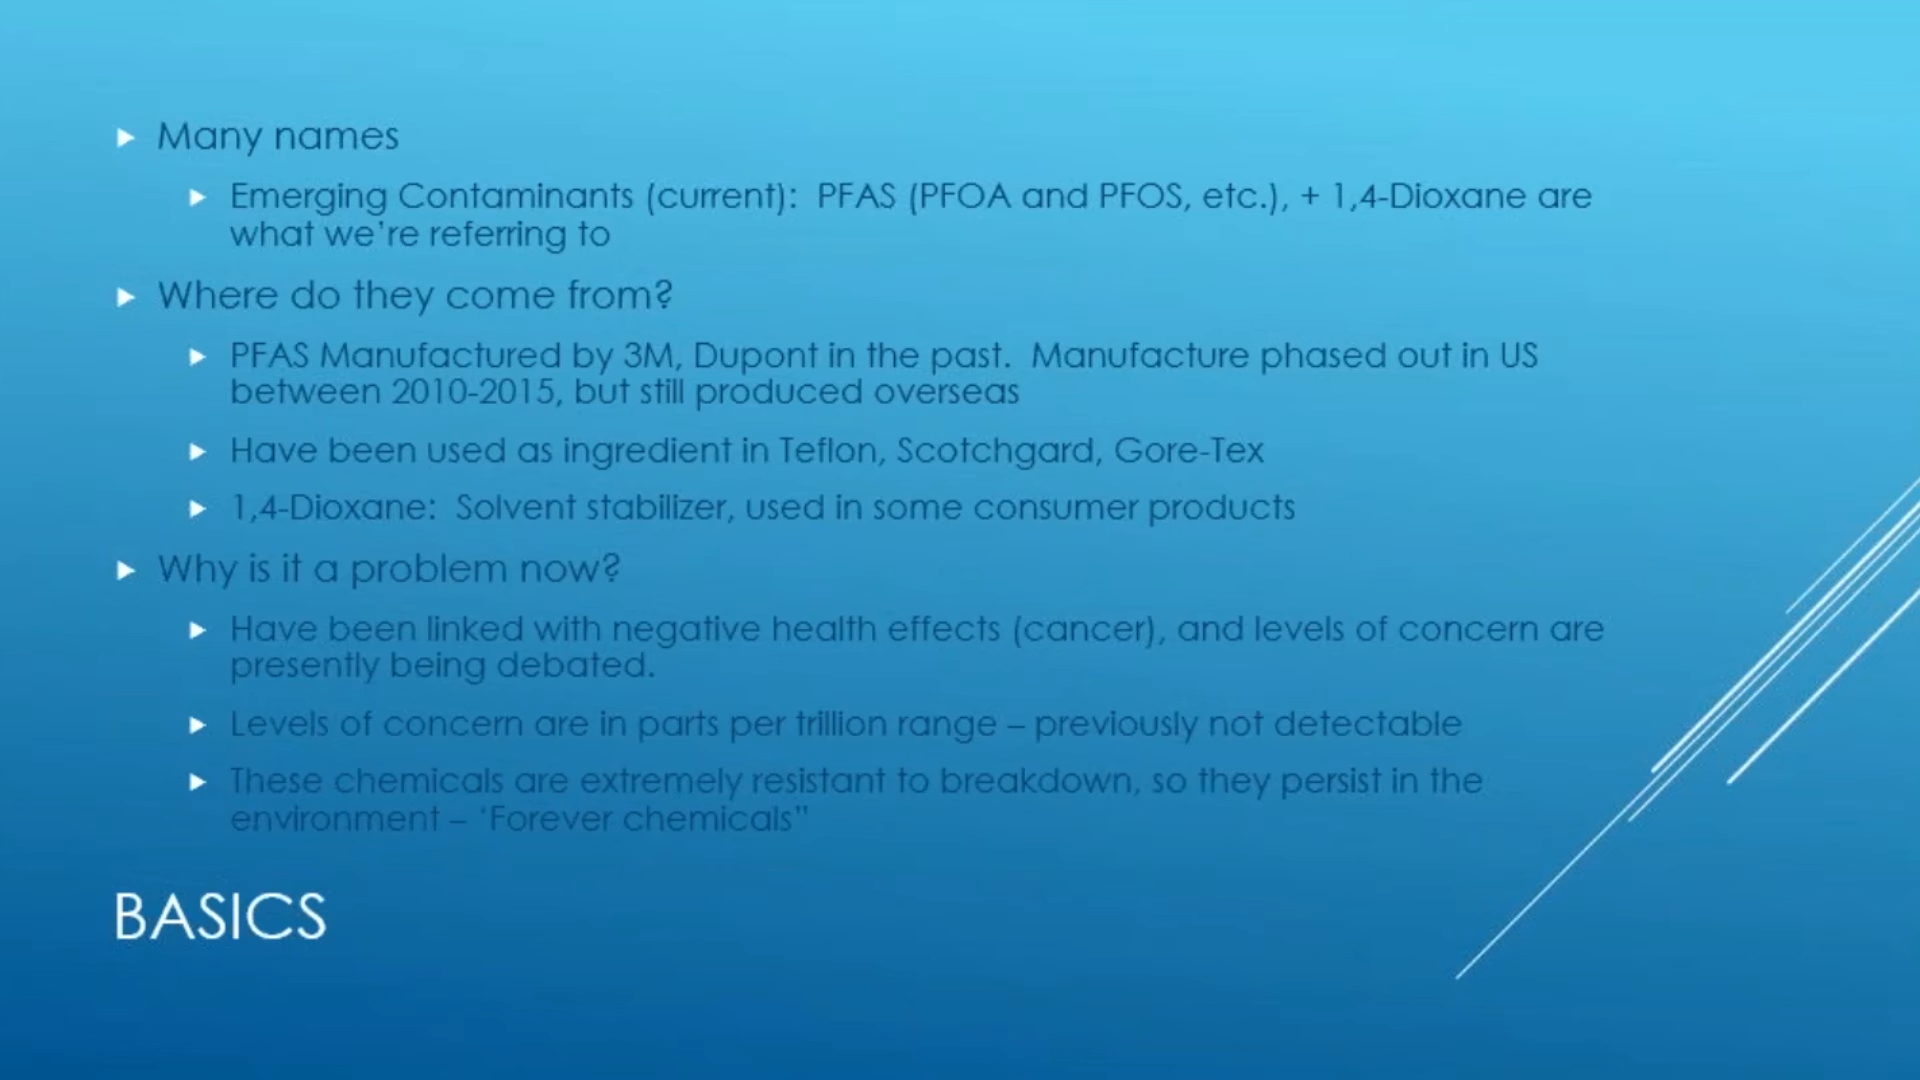 Many names
Emerging Contaminants (current):  PFAS (PFOA and PFOS, etc.), + 1,4-Dioxane are
what we're referring to
Where do they come from?
PFAS Manufactured by 3M, Dupont in the past.  Manufacture phased out in US
between 2010-2015, but still produced overseas
Have been used as ingredient in Teflon, Scotchgard, Gore-Tex
1,4-Dioxane:  Solvent stabilizer, used in some consumer products
Why is it a problem now?
Have been linked with negative health effects (cancer), and levels of concern are
presently being debated.
Levels of concern are in parts per trillion range – previously not detectable
These chemicals are extremely resistant to breakdown, so they persist in the
environment – 'Forever chemicals"
BASICS